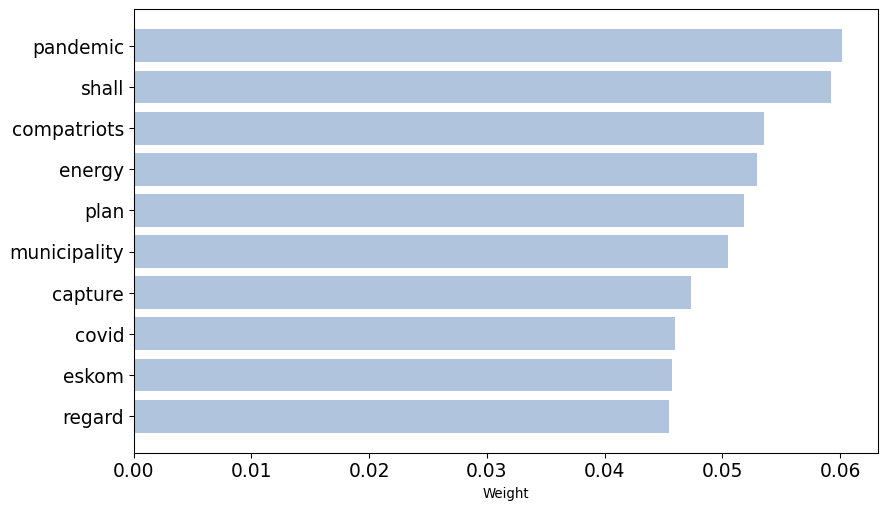 pandemic
shall
compatriots
energy
plan
municipality
capture
covid
eskom
regard
0.00 0.01 0.02 0.03 0.04 0.05 0.06
Weight